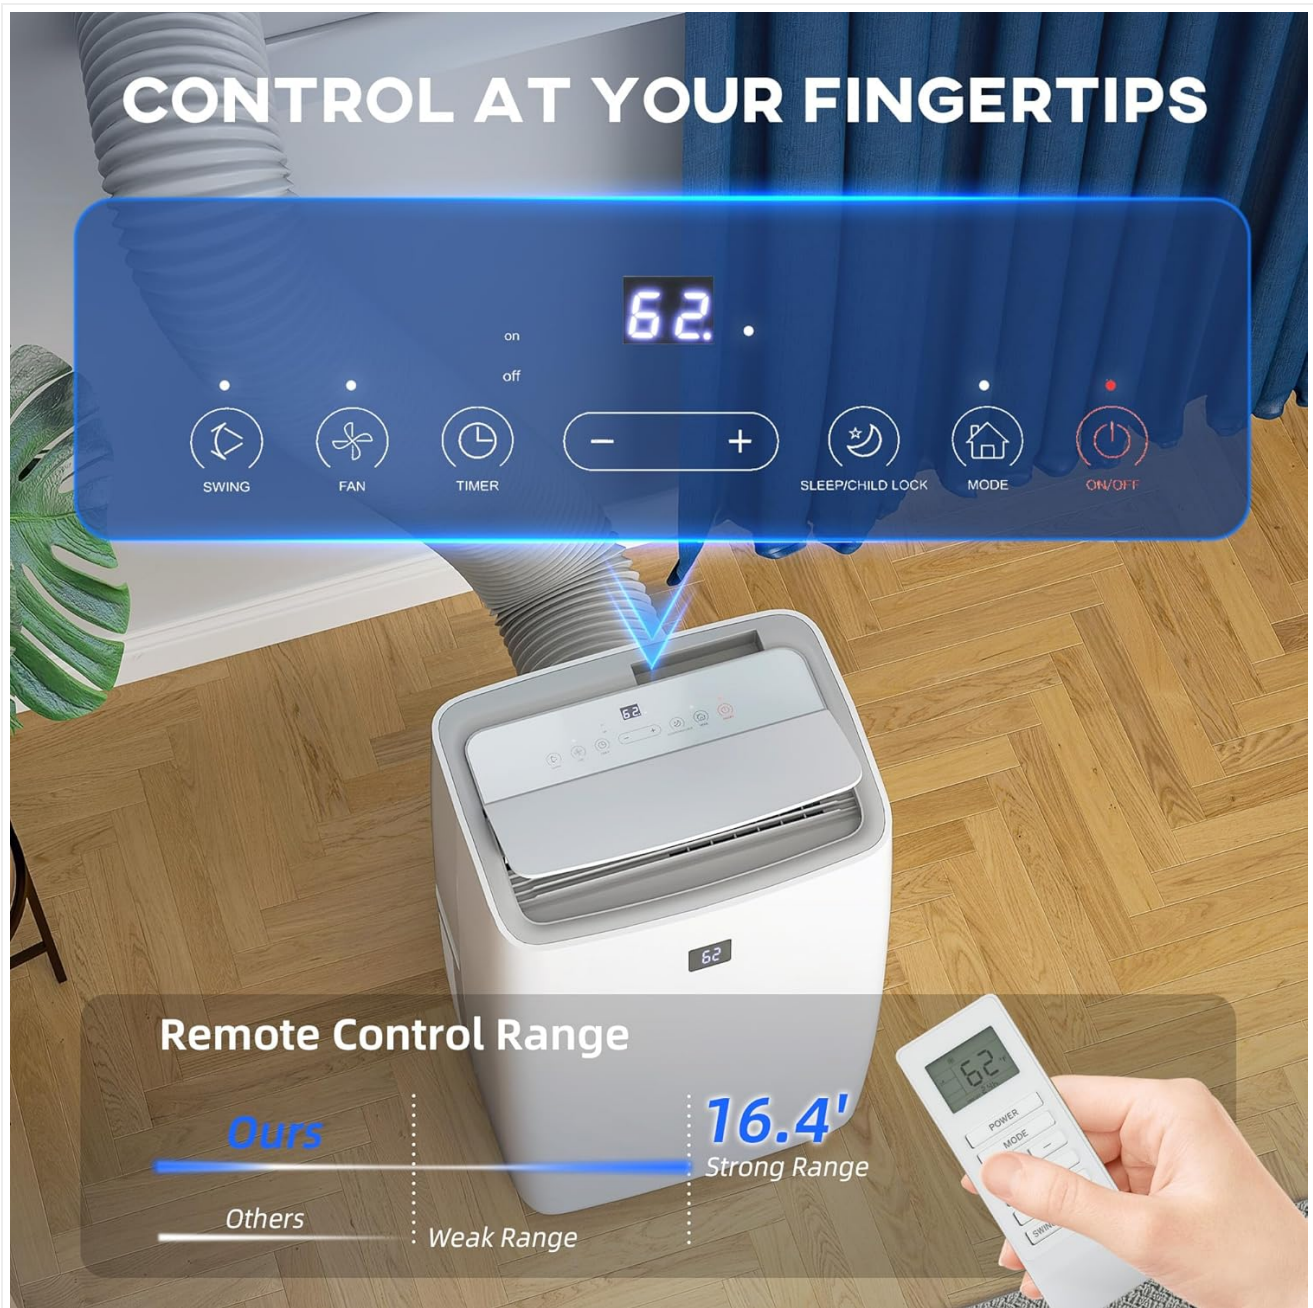 CONTROL AT YOUR FINGERTIPS
62.
on
off
SWING
FAN
TIMER
− +
SLEEP/CHILD LOCK
MODE
ON/OFF
62
62
Remote Control Range
Ours
16.4'
Strong Range
Others
Weak Range
62
POWER
MODE